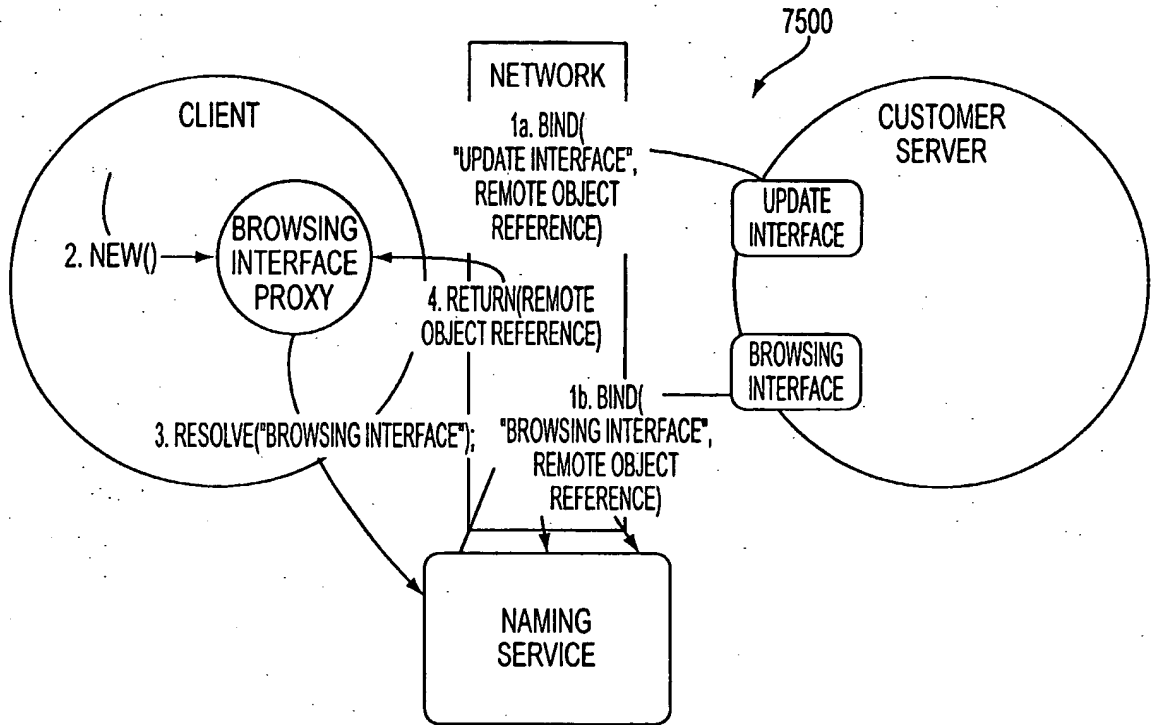 7500
NETWORK
CLIENT
CUSTOMER
SERVER
1a. BIND(
"UPDATE INTERFACE",
REMOTE OBJECT
REFERENCE)
UPDATE
INTERFACE
2. NEW()
BROWSING
INTERFACE
PROXY
4. RETURN(REMOTE
OBJECT REFERENCE)
BROWSING
INTERFACE
1b. BIND(
"BROWSING INTERFACE",
REMOTE OBJECT
REFERENCE)
3. RESOLVE("BROWSING INTERFACE");
NAMING
SERVICE